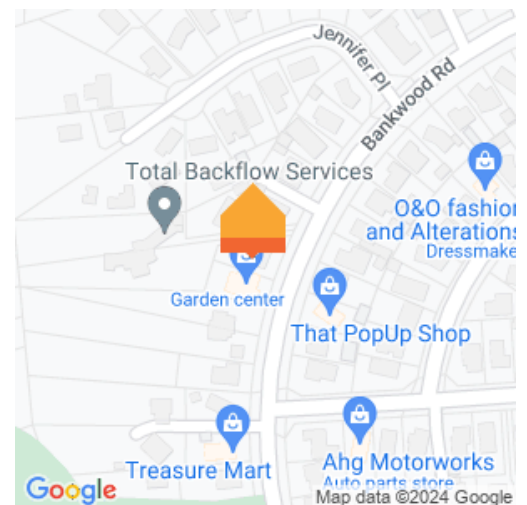 Jennifer Pl
Bankwood Rd
Total Backflow Services
O&O fashion
and Alterations
Dressmake
Garden center
That PopUp Shop
Treasure Mart
Ahg Motorworks
Auto parts store
Google
Map data ©2024 Google